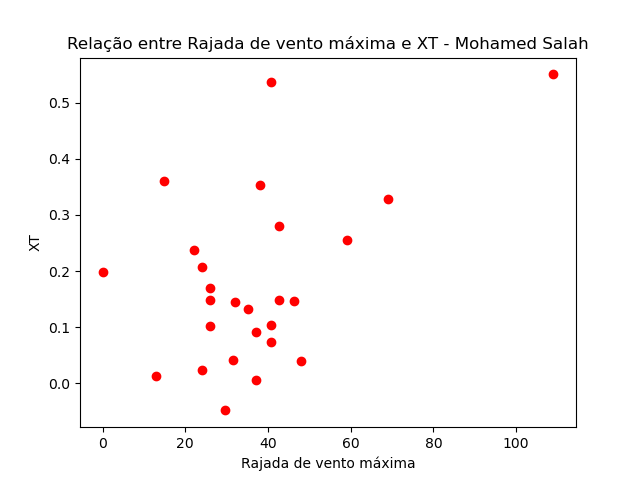 Relação entre Rajada de vento máxima e XT - Mohamed Salah
0.5
0.4
0.3
XT
0.2
0.1
0.0
0 20 40 60 80 100
Rajada de vento máxima